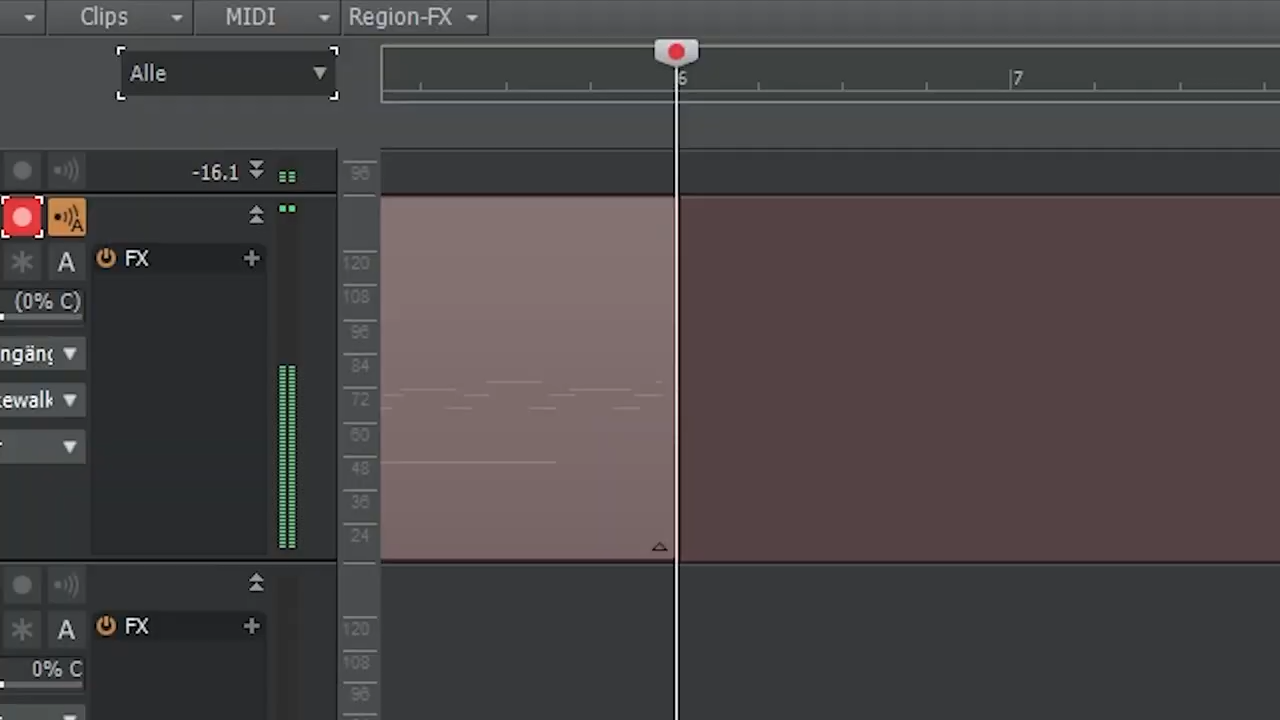 Clips MIDI Region-FX
Alle
6 7
-16.1 96
A
A FX +
120
(0% C) 108
96
ngäng 84
ewalk 72
60
48
36
24
A FX +
120
0% C 108
96